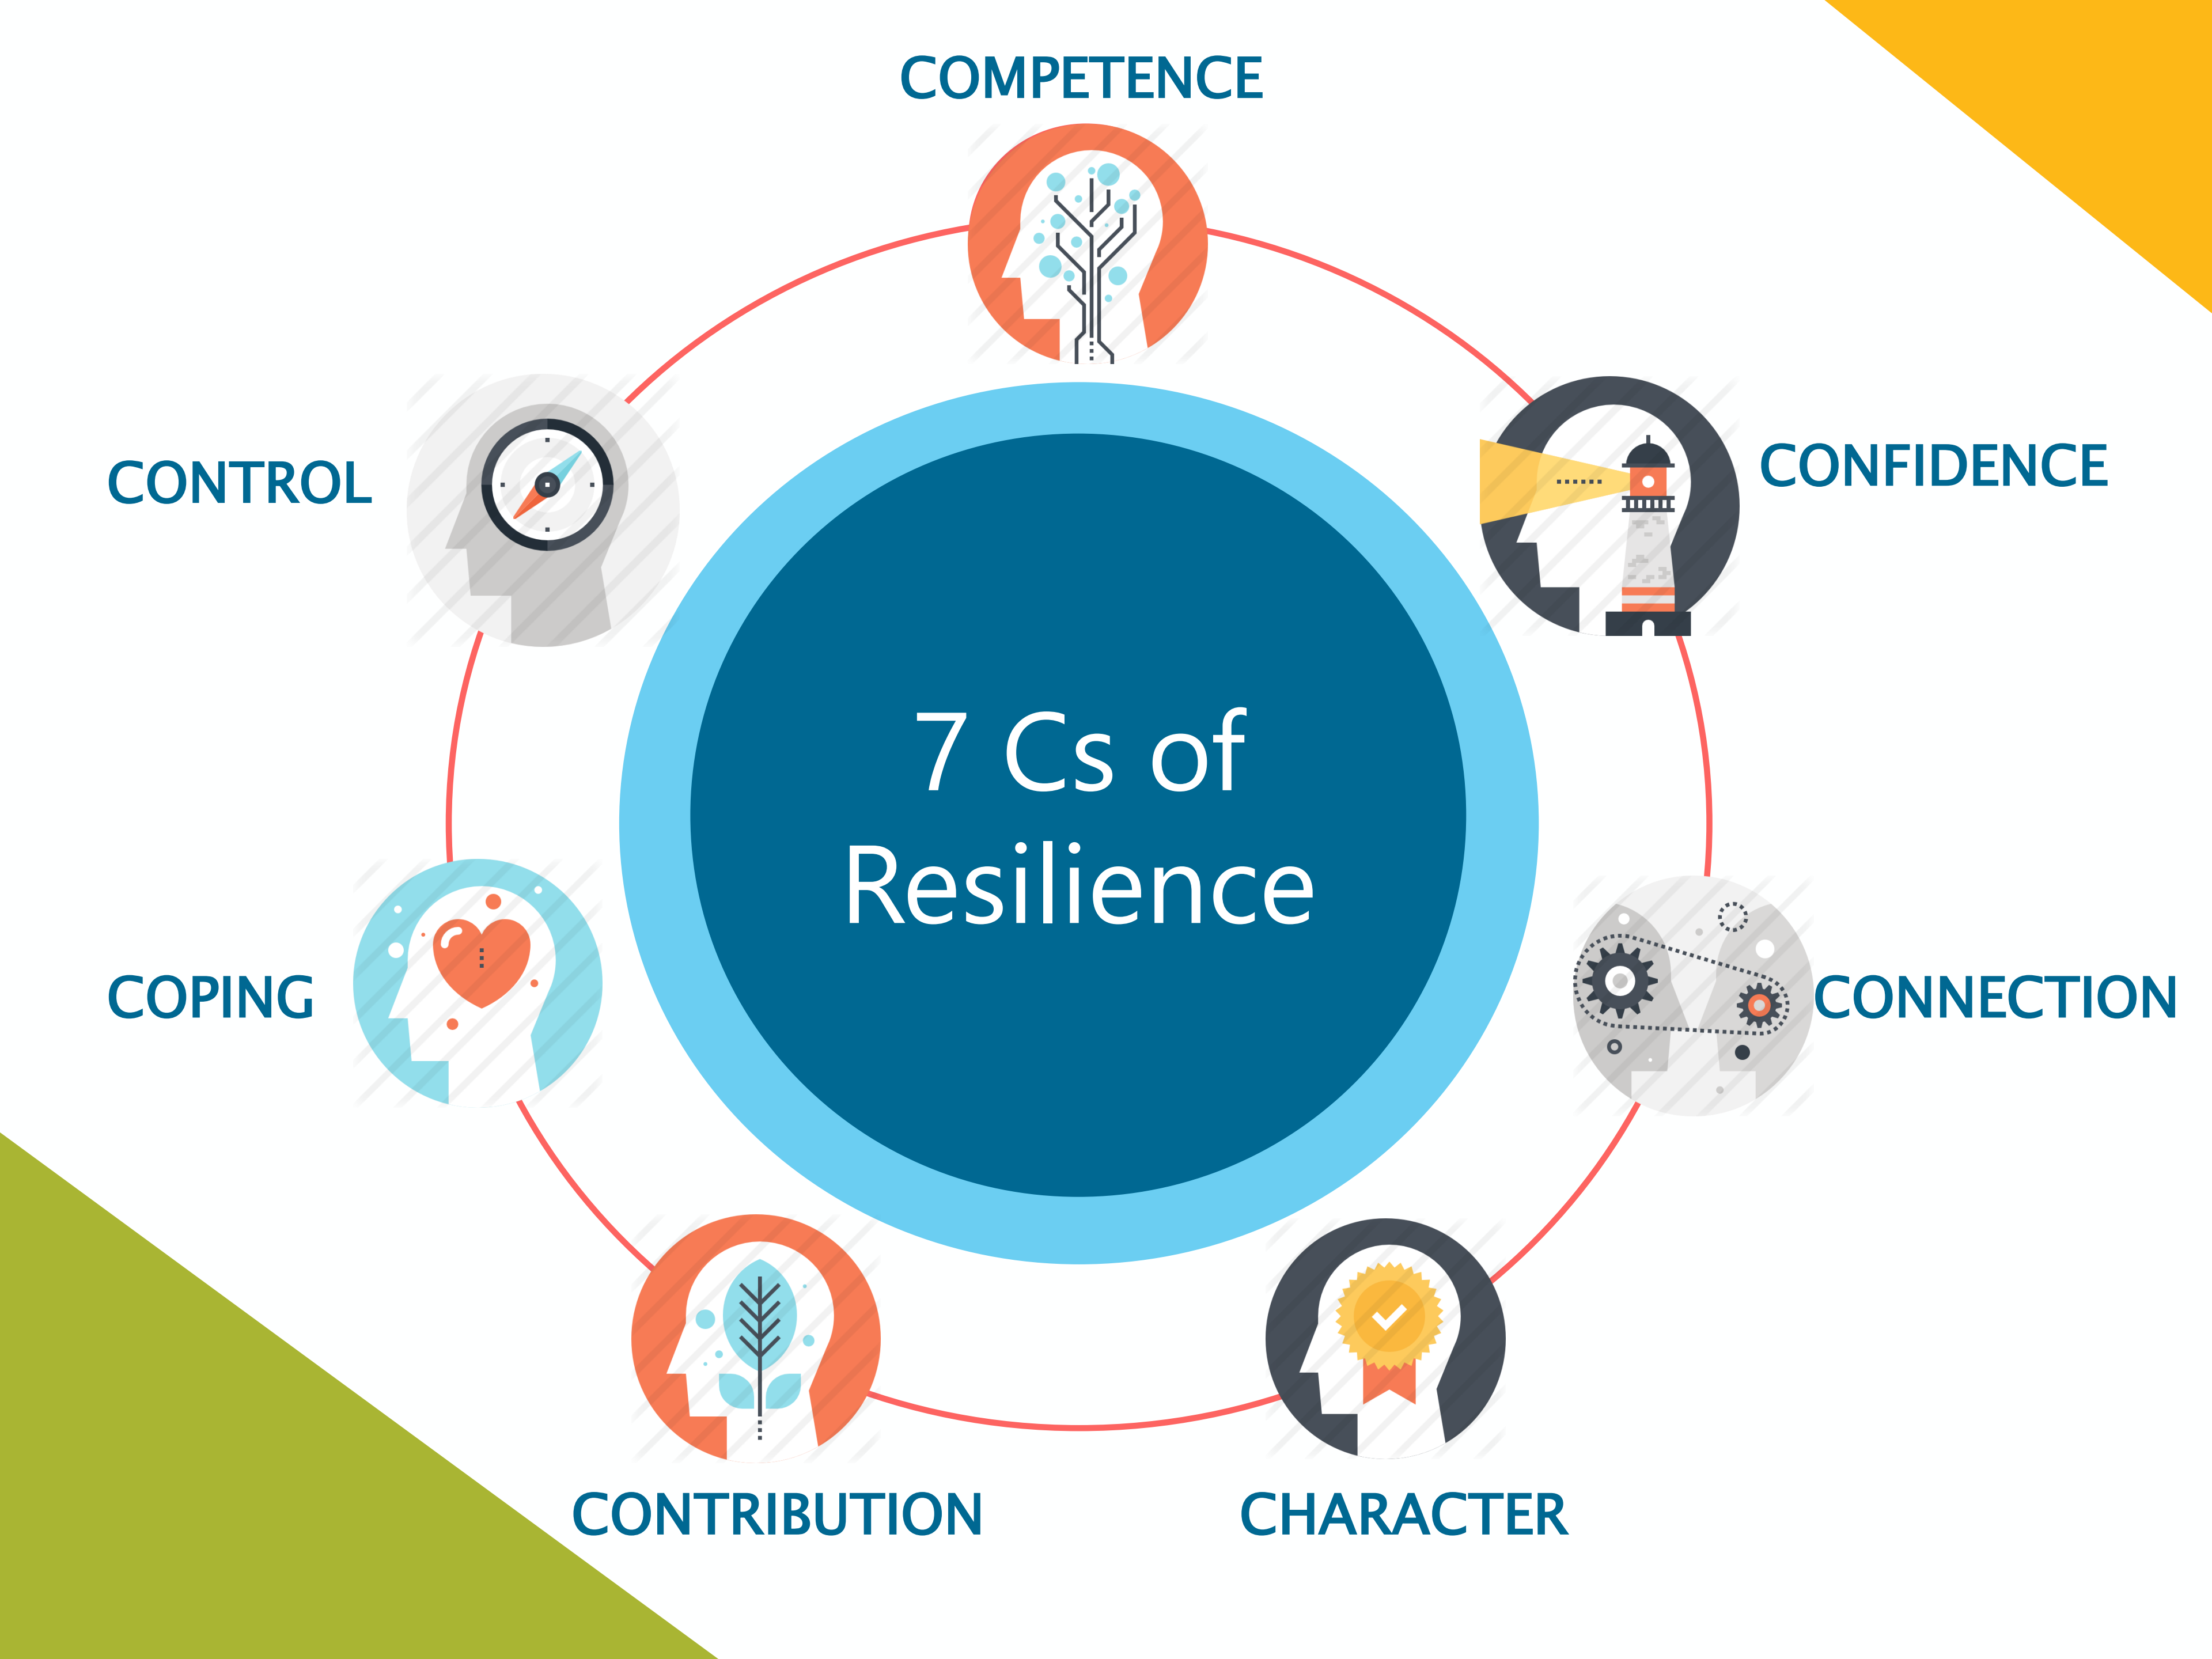 COMPETENCE
CONTROL
CONFIDENCE
7 Cs of
Resilience
COPING
CONNECTION
CONTRIBUTION
CHARACTER